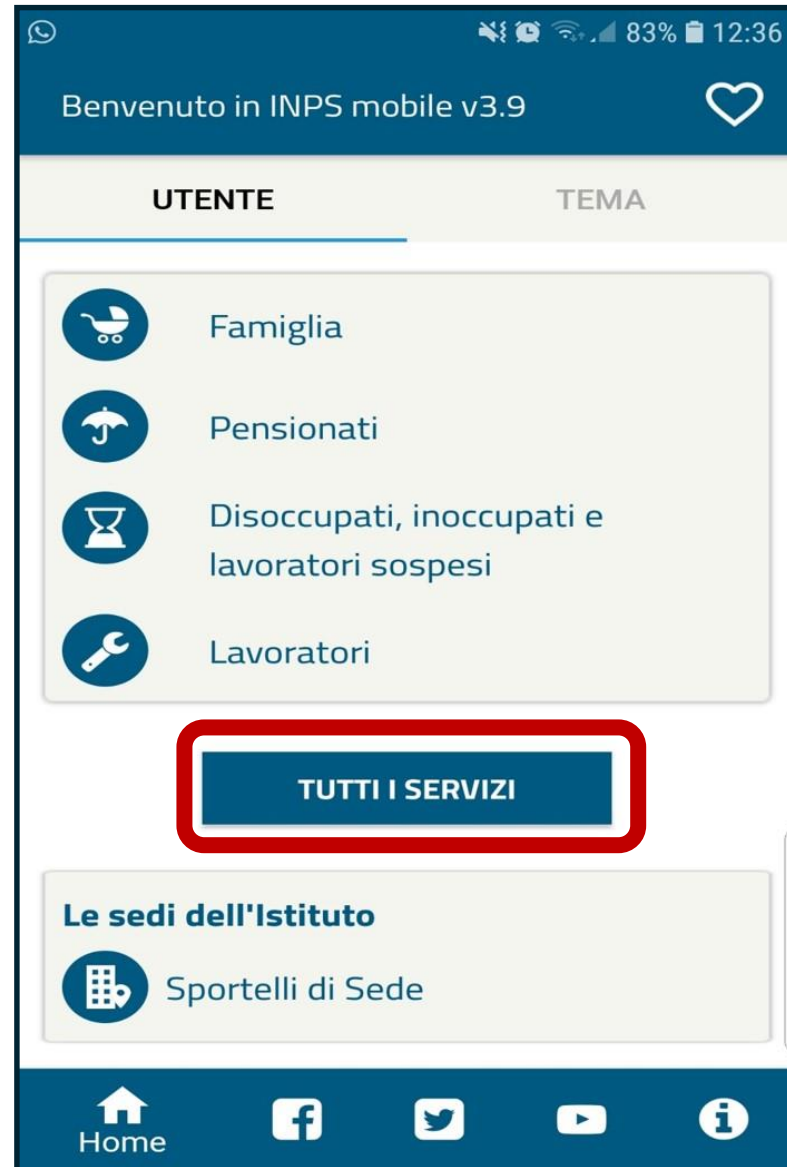 83% 12:36
Benvenuto in INPS mobile v3.9
UTENTE TEMA
Famiglia
Pensionati
Disoccupati, inoccupati e
lavoratori sospesi
Lavoratori
TUTTI I SERVIZI
Le sedi dell'Istituto
Sportelli di Sede
Home